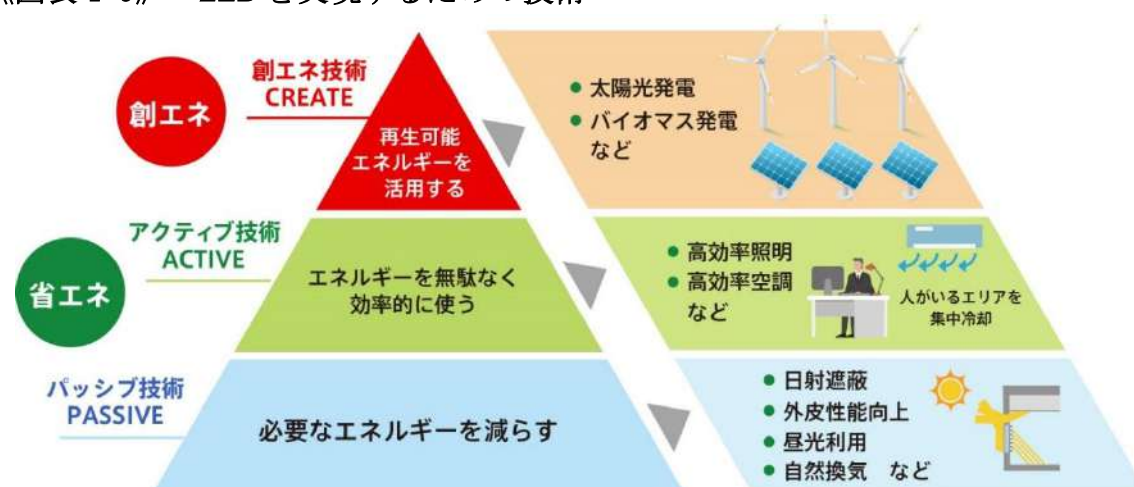 創エネ
創エネ技術
CREATE
再生可能
エネルギーを
活用する
● 太陽光発電
● バイオマス発電
など
省エネ
アクティブ技術
ACTIVE
エネルギーを無駄なく
効率的に使う
● 高効率照明
● 高効率空調
など
人がいるエリアを
集中冷却
パッシブ技術
PASSIVE
必要なエネルギーを減らす
● 日射遮蔽
● 外皮性能向上
● 昼光利用
● 自然換気 など